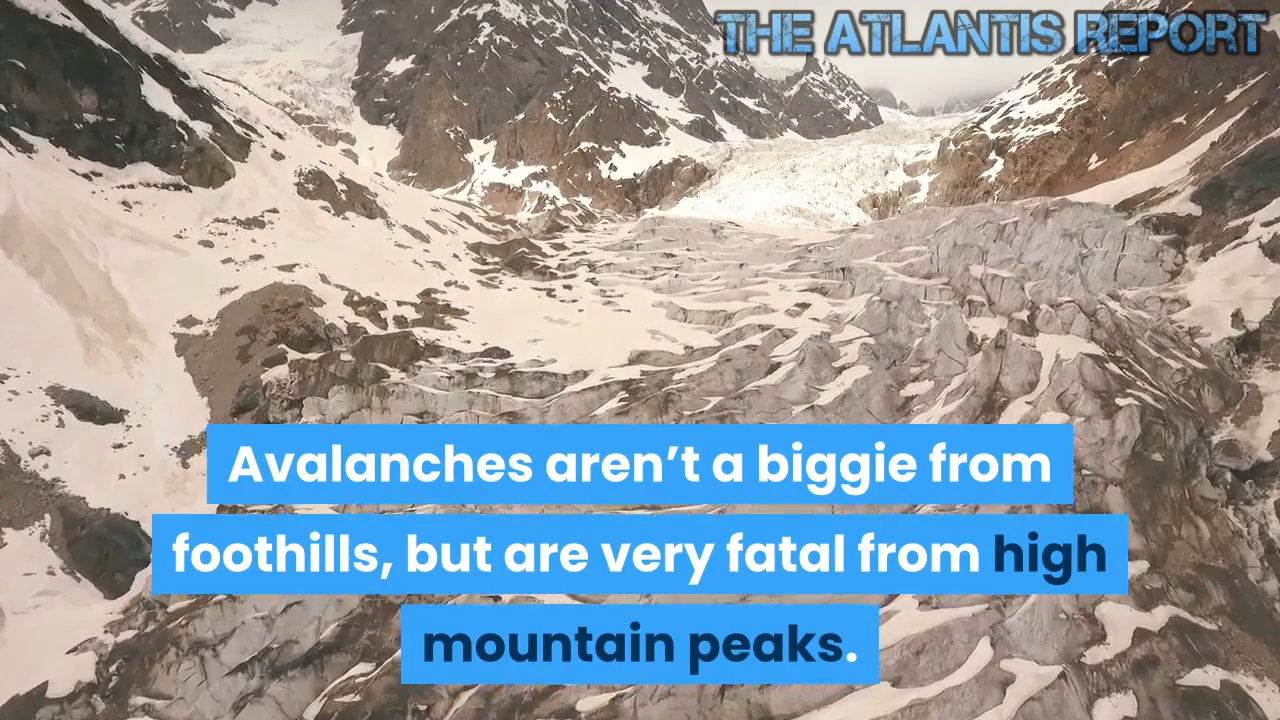 THE ATLANTIS REPORT
Avalanches aren’t a biggie from
foothills, but are very fatal from high
mountain peaks.